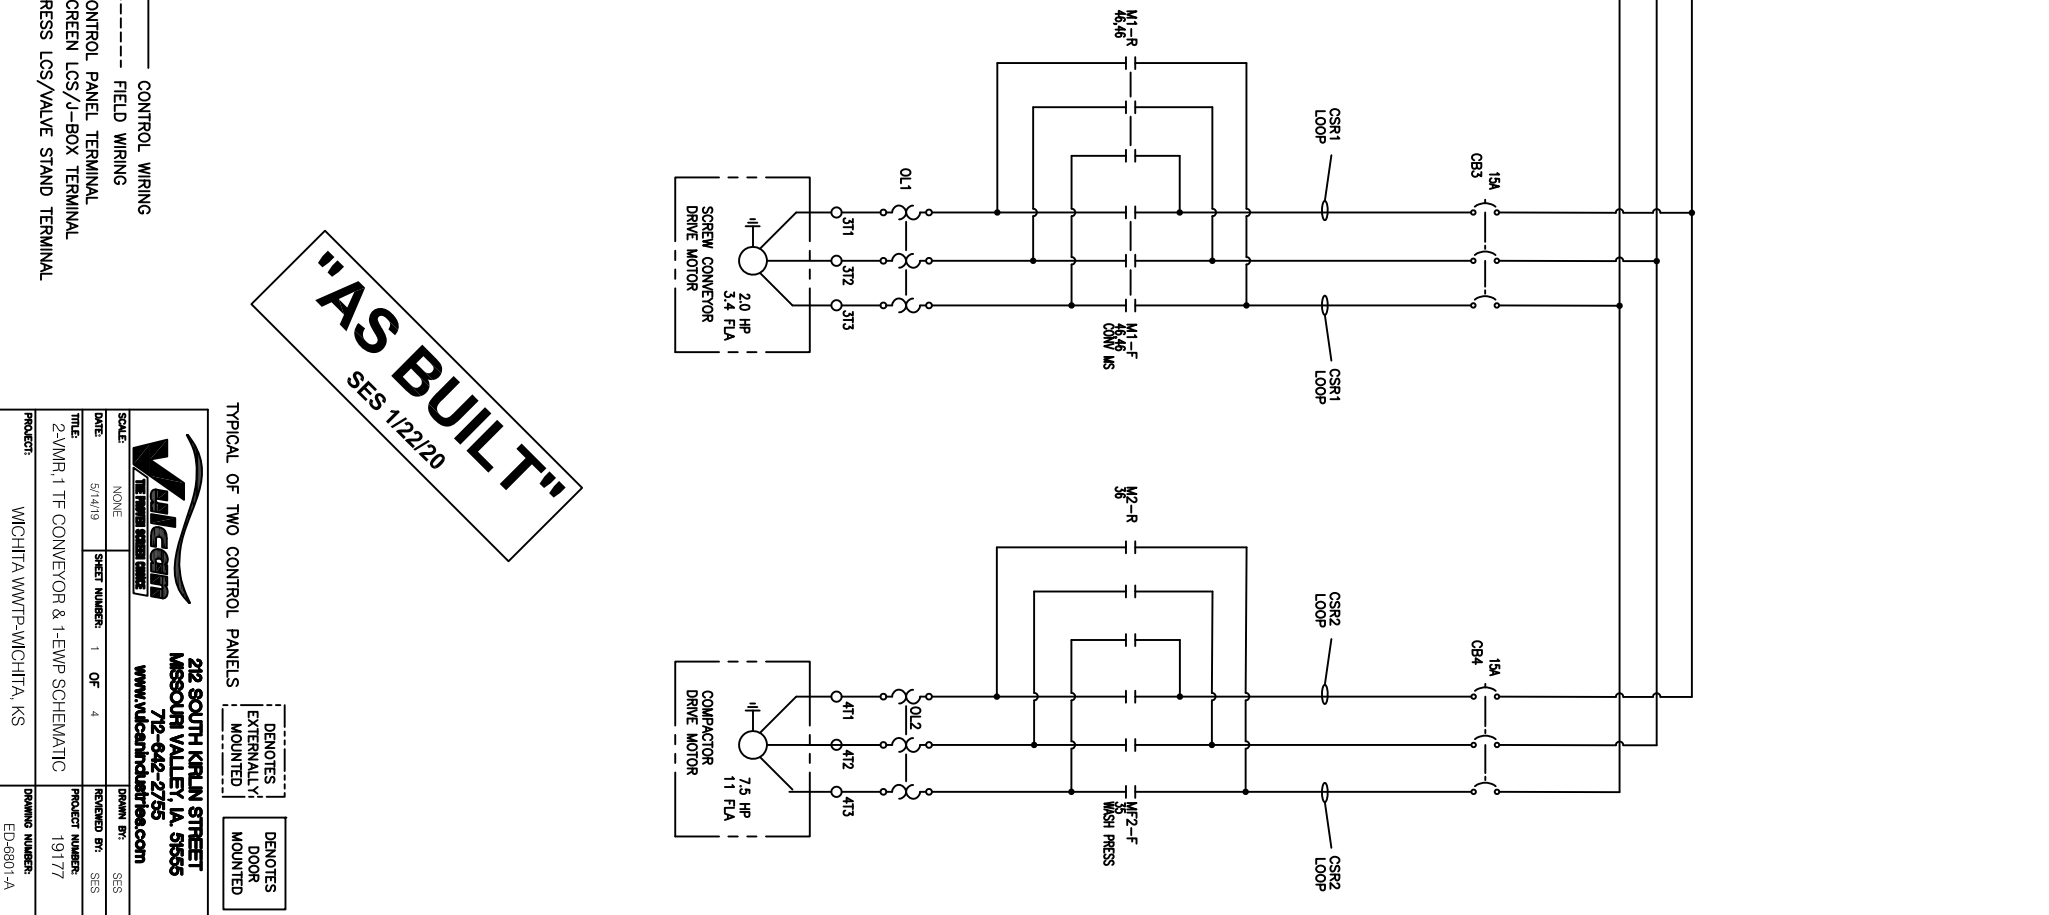 CONTROL WIRING
FIELD WIRING
ONTROL PANEL TERMINAL
CREEN LCS/J-BOX TERMINAL
RESS LCS/VALVE STAND TERMINAL
M1-R
46,46
CSR1
LOOP
15A
CB3
OL1
3T1
3T2
3T3
SCREW CONVEYOR
DRIVE MOTOR
2.0 HP
3.4 FLA
M1-F
46,46
CONV MS
CSR1
LOOP
"AS BUILT"
SES 1/22/20
M2-R
36
CSR2
LOOP
15A
CB4
OL2
4T1
4T2
4T3
COMPACTOR
DRIVE MOTOR
7.5 HP
11 FLA
MF2-F
35
WASH PRESS
CSR2
LOOP
TYPICAL OF TWO CONTROL PANELS
DENOTES
EXTERNALLY
MOUNTED
DENOTES
DOOR
MOUNTED
Vulcan
THE PROVEN SCREEN CHOICE
212 SOUTH KIRLIN STREET
MISSOURI VALLEY, IA. 51555
712-642-2755
www.vulcanindustries.com
SCALE:
NONE
DRAWN BY:
SES
DATE:
5/14/19
SHEET NUMBER:
1 OF 4
REVIEWED BY:
SES
TITLE:
2-VMR,1 TF CONVEYOR & 1-EWP SCHEMATIC
PROJECT NUMBER:
19177
PROJECT:
WICHITA WWTP-WICHITA, KS
DRAWING NUMBER:
ED-6801-A